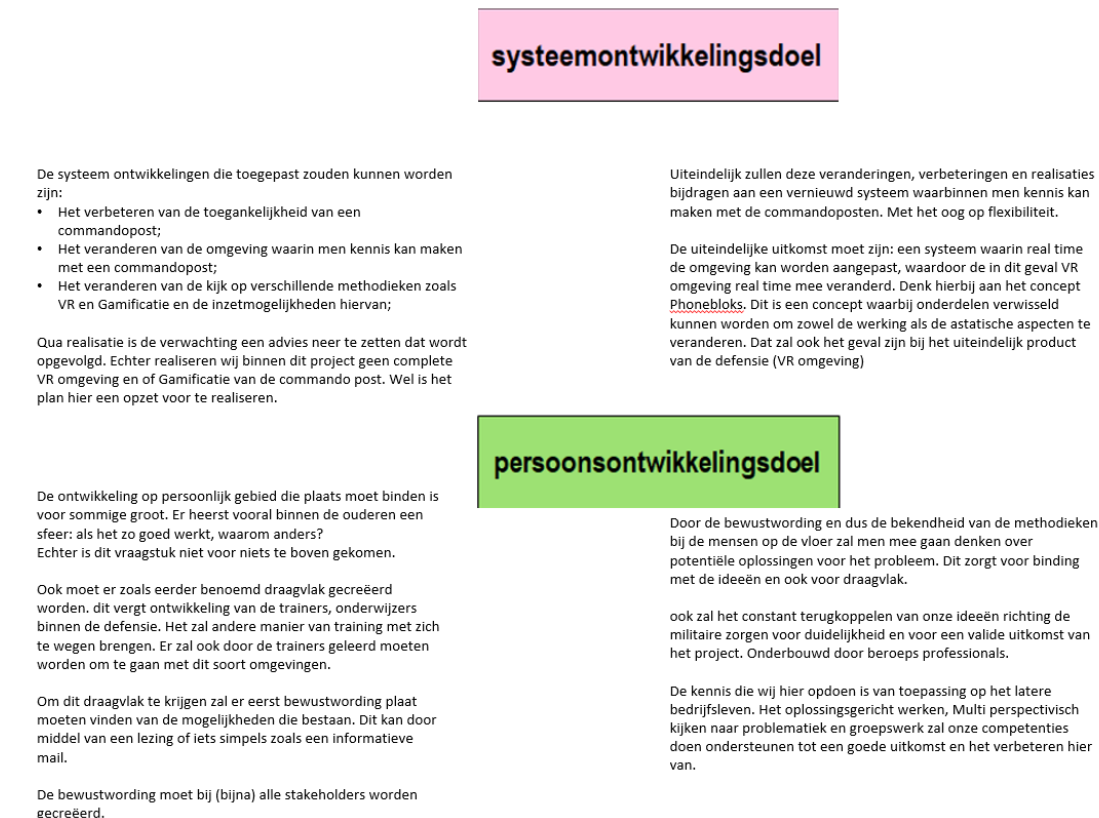 systeemontwikkelingsdoel
De systeem ontwikkelingen die toegepast zouden kunnen worden
zijn:
• Het verbeteren van de toegankelijkheid van een
commandopost;
• Het veranderen van de omgeving waarin men kennis kan maken
met een commandopost;
• Het veranderen van de kijk op verschillende methodieken zoals
VR en Gamificatie en de inzetmogelijkheden hiervan;
Qua realisatie is de verwachting een advies neer te zetten dat wordt
opgevolgd. Echter realiseren wij binnen dit project geen complete
VR omgeving en of Gamificatie van de commando post. Wel is het
plan hier een opzet voor te realiseren.
Uiteindelijk zullen deze veranderingen, verbeteringen en realisaties
bijdragen aan een vernieuwd systeem waarbinnen men kennis kan
maken met de commandoposten. Met het oog op flexibiliteit.
De uiteindelijke uitkomst moet zijn: een systeem waarin real time
de omgeving kan worden aangepast, waardoor de in dit geval VR
omgeving real time mee veranderd. Denk hierbij aan het concept
Phonebloks. Dit is een concept waarbij onderdelen verwisseld
kunnen worden om zowel de werking als de astatische aspecten te
veranderen. Dat zal ook het geval zijn bij het uiteindelijk product
van de defensie (VR omgeving)
persoonsontwikkelingsdoel
De ontwikkeling op persoonlijk gebied die plaats moet binden is
voor sommige groot. Er heerst vooral binnen de ouderen een
sfeer: als het zo goed werkt, waarom anders?
Echter is dit vraagstuk niet voor niets te boven gekomen.
Ook moet er zoals eerder benoemd draagvlak gecreëerd
worden. dit vergt ontwikkeling van de trainers, onderwijzers
binnen de defensie. Het zal andere manier van training met zich
te wegen brengen. Er zal ook door de trainers geleerd moeten
worden om te gaan met dit soort omgevingen.
Om dit draagvlak te krijgen zal er eerst bewustwording plaat
moeten vinden van de mogelijkheden die bestaan. Dit kan door
middel van een lezing of iets simpels zoals een informatieve
mail.
De bewustwording moet bij (bijna) alle stakeholders worden
gecreëerd.
Door de bewustwording en dus de bekendheid van de methodieken
bij de mensen op de vloer zal men mee gaan denken over
potentiële oplossingen voor het probleem. Dit zorgt voor binding
met de ideeën en ook voor draagvlak.
ook zal het constant terugkoppelen van onze ideeën richting de
militaire zorgen voor duidelijkheid en voor een valide uitkomst van
het project. Onderbouwd door beroeps professionals.
De kennis die wij hier opdoen is van toepassing op het latere
bedrijfsleven. Het oplossingsgericht werken, Multi perspectivisch
kijken naar problematiek en groepswerk zal onze competenties
doen ondersteunen tot een goede uitkomst en het verbeteren hier
van.